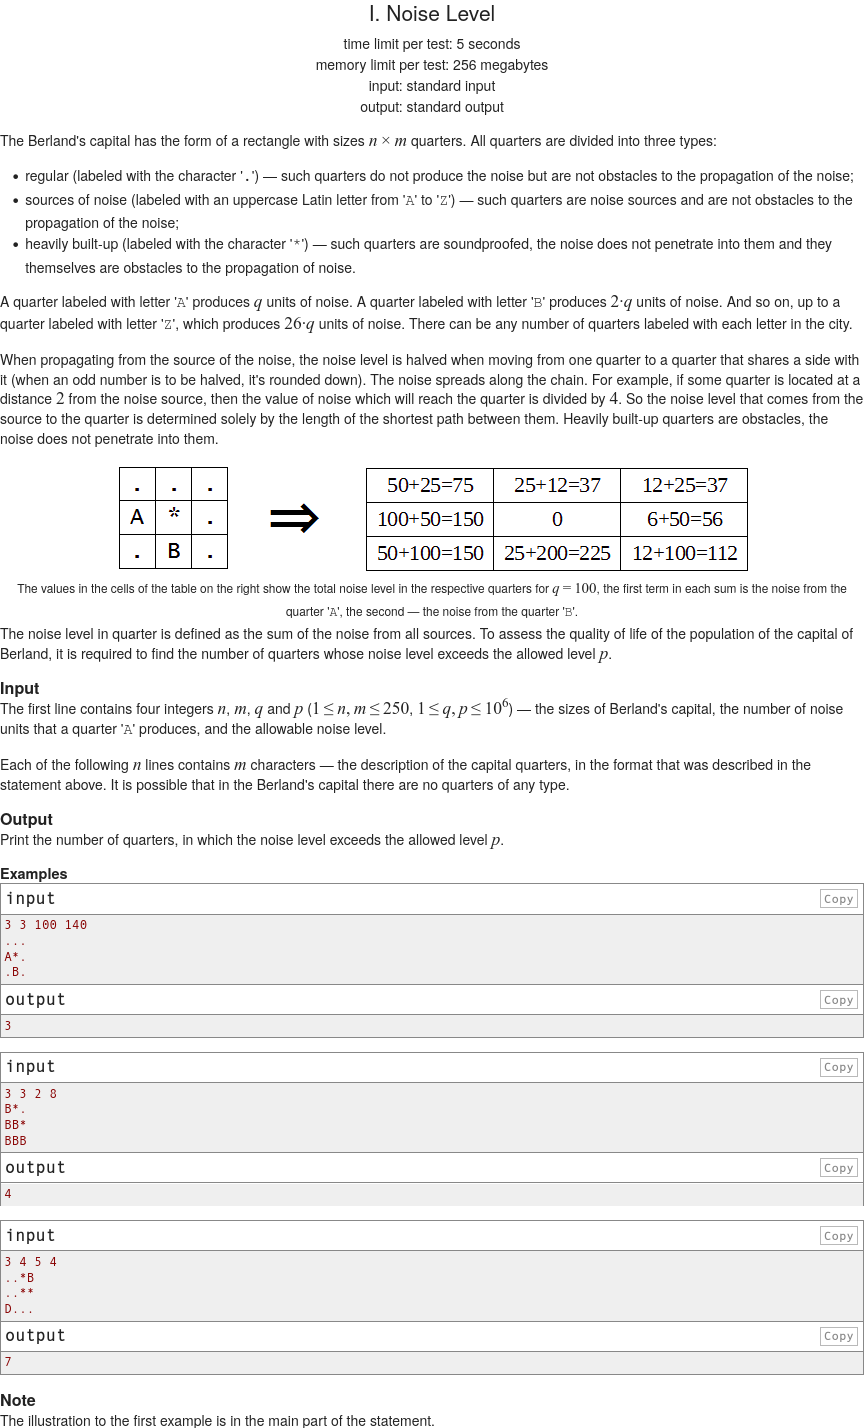 I. Noise Level
time limit per test: 5 seconds
memory limit per test: 256 megabytes
input: standard input
output: standard output
The Berland's capital has the form of a rectangle with sizes n × m quarters. All quarters are divided into three types:
• regular (labeled with the character '.') — such quarters do not produce the noise but are not obstacles to the propagation of the noise;
• sources of noise (labeled with an uppercase Latin letter from 'A' to 'Z') — such quarters are noise sources and are not obstacles to the
propagation of the noise;
• heavily built-up (labeled with the character '*') — such quarters are soundproofed, the noise does not penetrate into them and they
themselves are obstacles to the propagation of noise.
A quarter labeled with letter 'A' produces q units of noise. A quarter labeled with letter 'B' produces 2·q units of noise. And so on, up to a
quarter labeled with letter 'Z', which produces 26·q units of noise. There can be any number of quarters labeled with each letter in the city.
When propagating from the source of the noise, the noise level is halved when moving from one quarter to a quarter that shares a side with
it (when an odd number is to be halved, it's rounded down). The noise spreads along the chain. For example, if some quarter is located at a
distance 2 from the noise source, then the value of noise which will reach the quarter is divided by 4. So the noise level that comes from the
source to the quarter is determined solely by the length of the shortest path between them. Heavily built-up quarters are obstacles, the
noise does not penetrate into them.
. . . 50+25=75 25+12=37 12+25=37
A * . ⇒ 100+50=150 0 6+50=56
. B . 50+100=150 25+200=225 12+100=112
The values in the cells of the table on the right show the total noise level in the respective quarters for q = 100, the first term in each sum is the noise from the
quarter 'A', the second — the noise from the quarter 'B'.
The noise level in quarter is defined as the sum of the noise from all sources. To assess the quality of life of the population of the capital of
Berland, it is required to find the number of quarters whose noise level exceeds the allowed level p.
Input
The first line contains four integers n, m, q and p (1 ≤ n, m ≤ 250, 1 ≤ q, p ≤ 10^6) — the sizes of Berland's capital, the number of noise
units that a quarter 'A' produces, and the allowable noise level.
Each of the following n lines contains m characters — the description of the capital quarters, in the format that was described in the
statement above. It is possible that in the Berland's capital there are no quarters of any type.
Output
Print the number of quarters, in which the noise level exceeds the allowed level p.
Examples
input Copy
3 3 100 140
...
A*.
.B.
output Copy
3
input Copy
3 3 2 8
B*.
BB*
BBB
output Copy
4
input Copy
3 4 5 4
..*B
..**
D...
output Copy
7
Note
The illustration to the first example is in the main part of the statement.